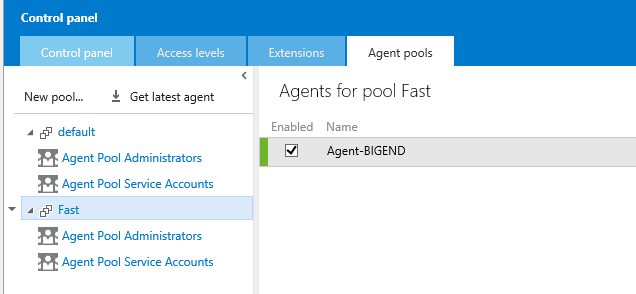 Control panel
Control panel Access levels Extensions Agent pools
New pool... Get latest agent
default
Agent Pool Administrators
Agent Pool Service Accounts
Fast
Agent Pool Administrators
Agent Pool Service Accounts
Agents for pool Fast
Enabled Name
Agent-BIGEND